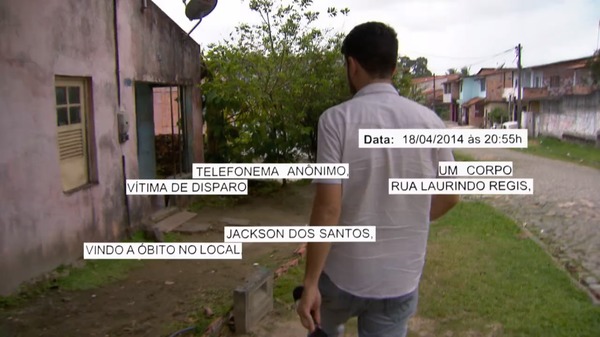 Data: 18/04/2014 às 20:55h
TELEFONEMA ANÔNIMO,
UM CORPO
VÍTIMA DE DISPARO
RUA LAURINDO REGIS,
JACKSON DOS SANTOS,
VINDO A ÓBITO NO LOCAL